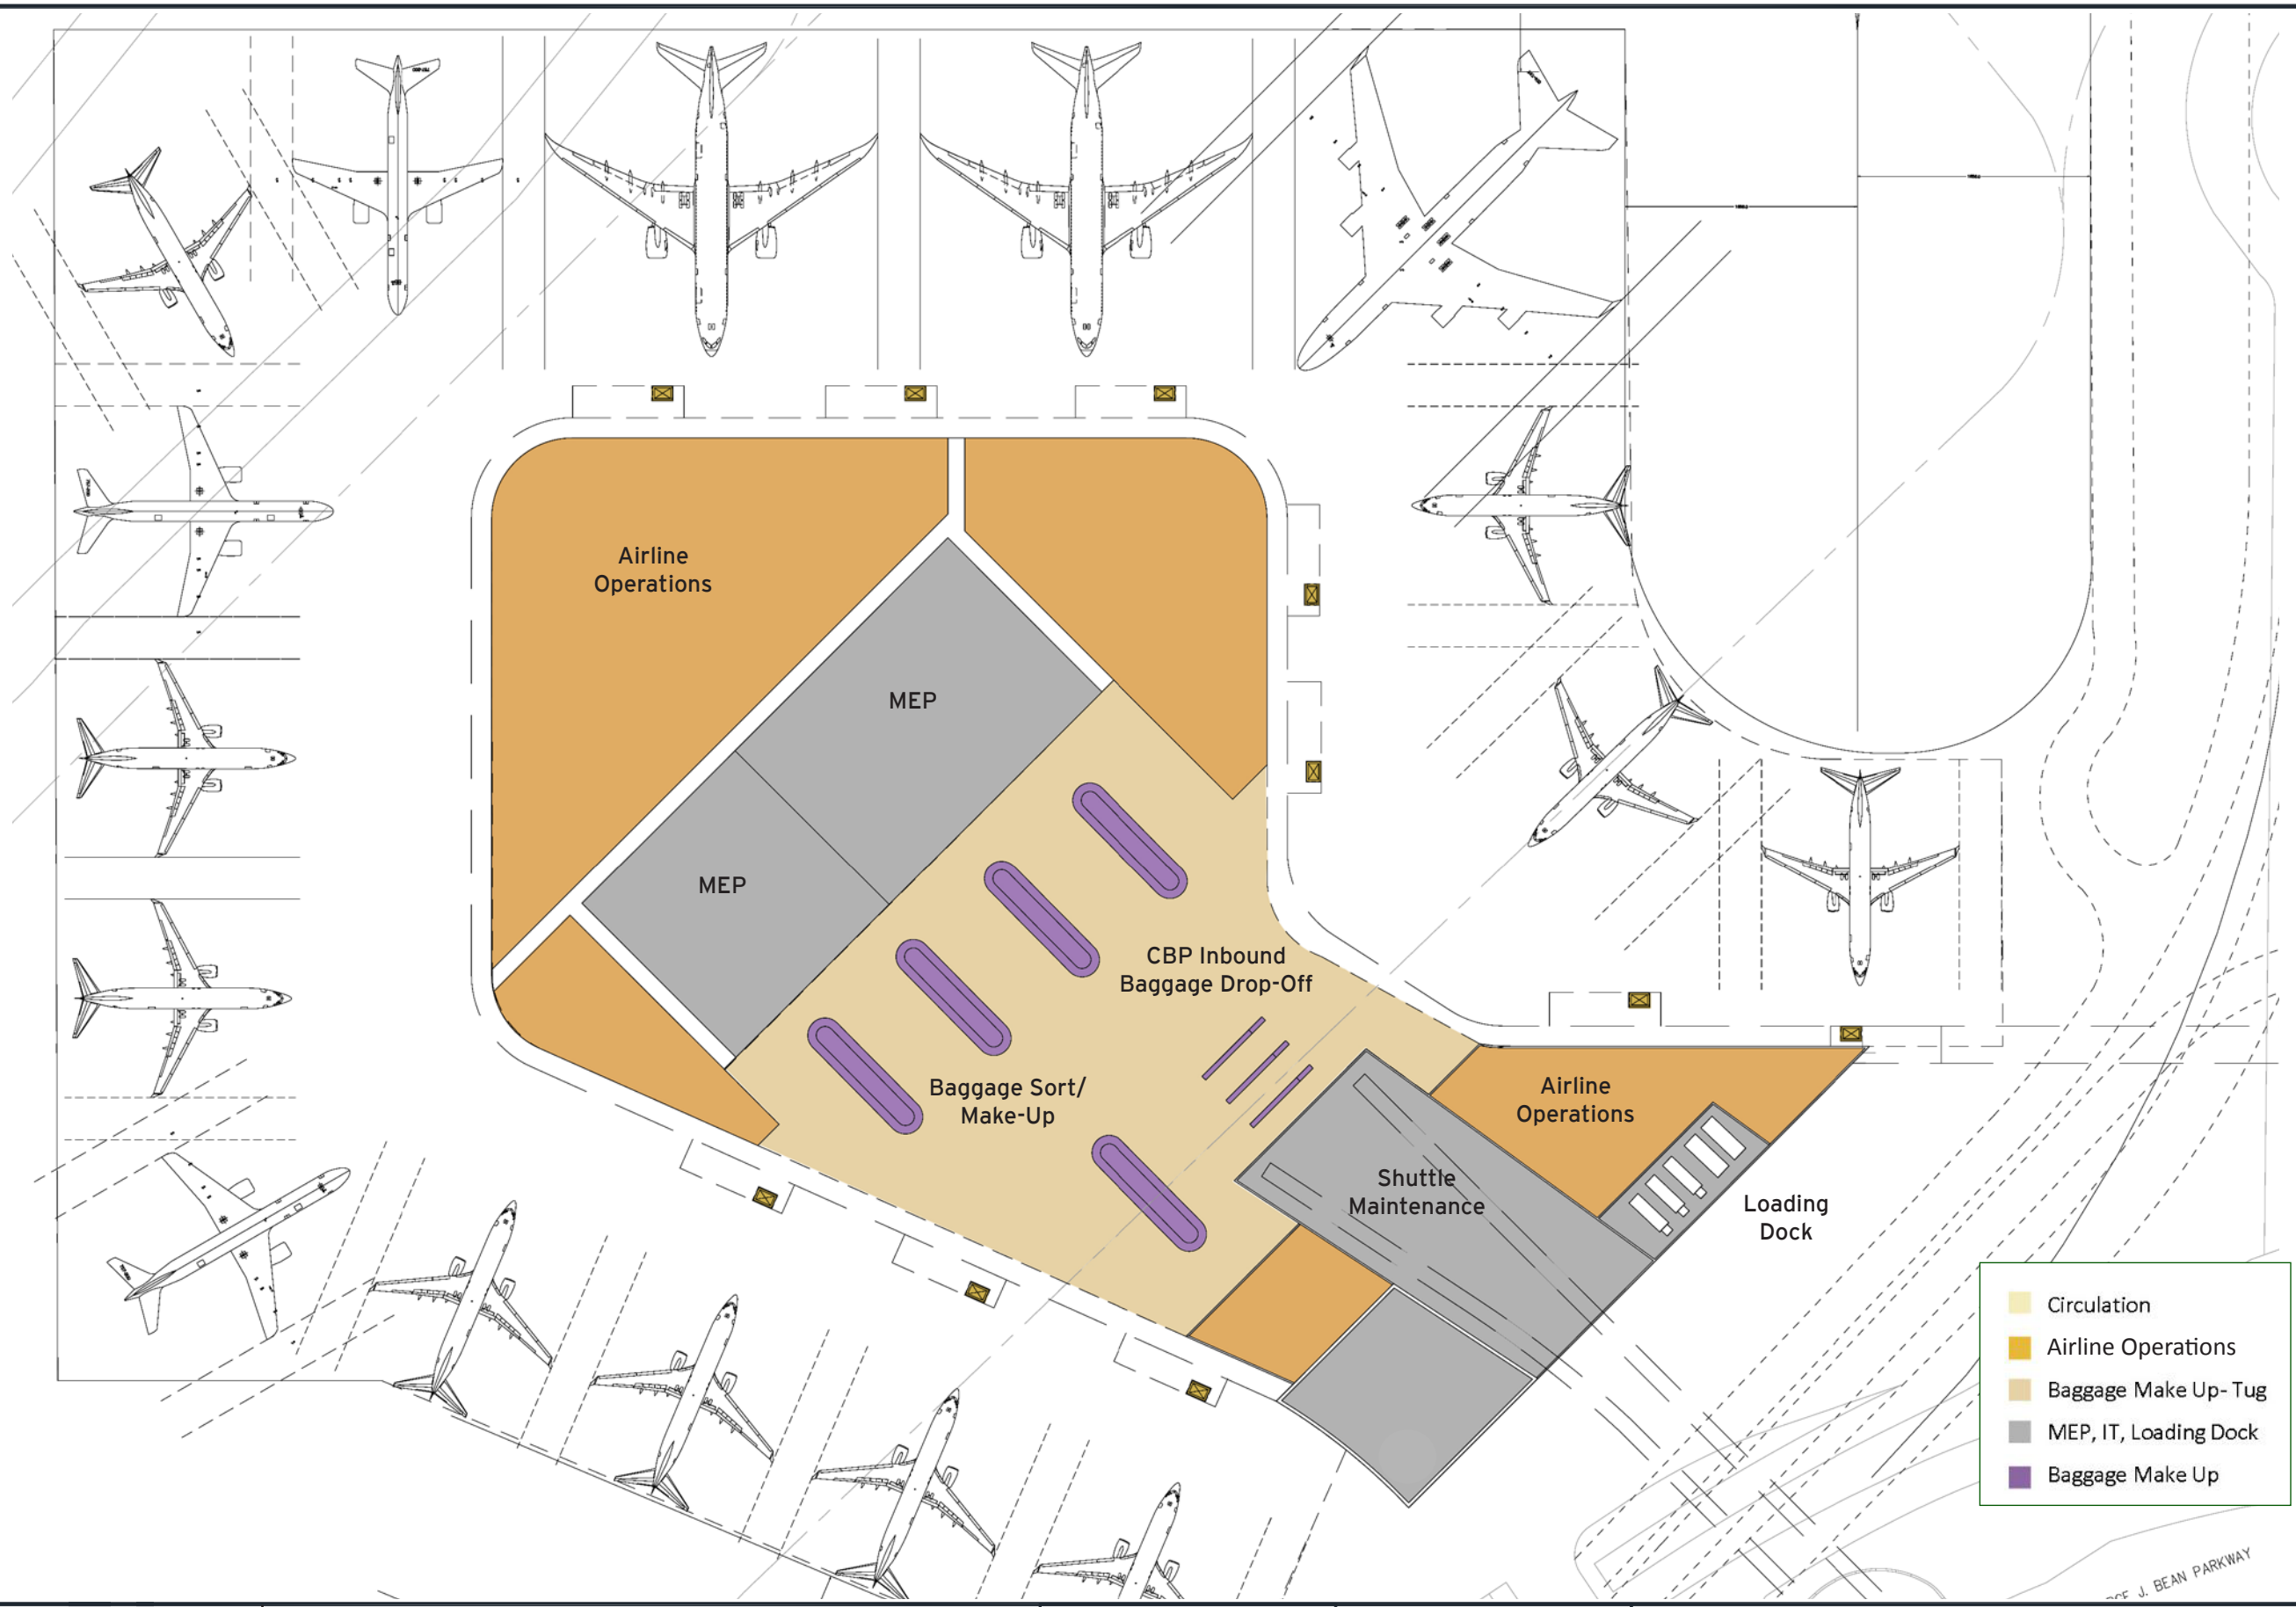 Airline
Operations
MEP
MEP
CBP Inbound
Baggage Drop-Off
Baggage Sort/
Make-Up
Airline
Operations
Shuttle
Maintenance
Loading
Dock
Circulation
Airline Operations
Baggage Make Up- Tug
MEP, IT, Loading Dock
Baggage Make Up
J. BEAN PARKWAY